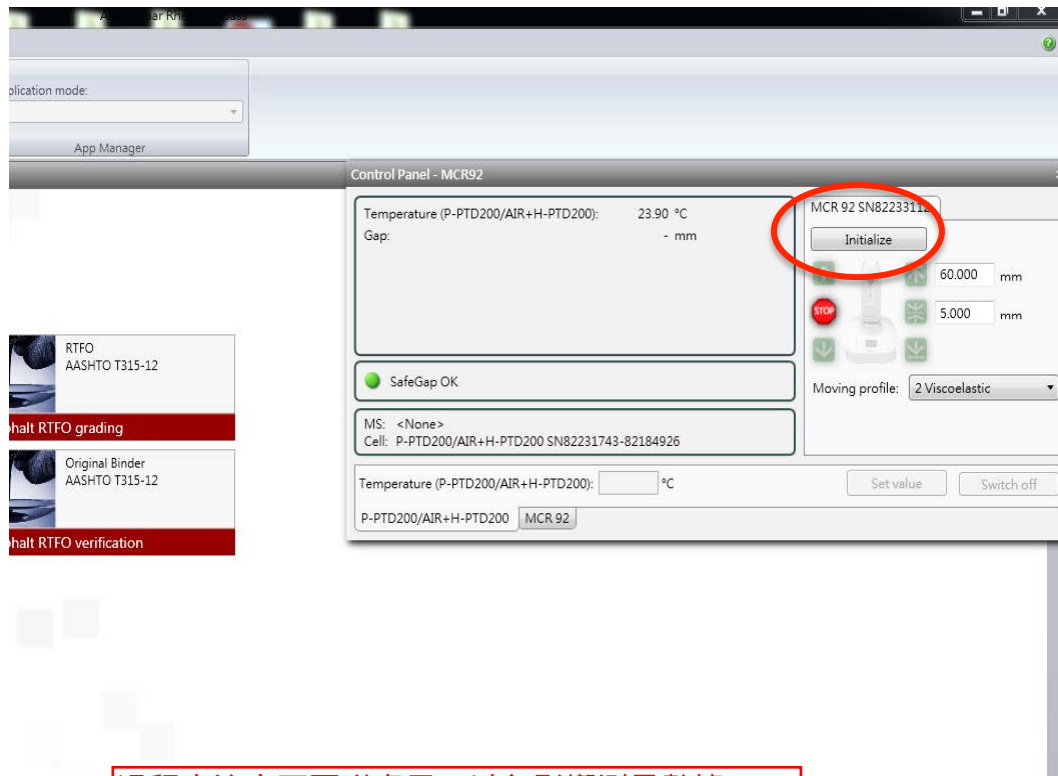 plication mode:
App Manager
Control Panel - MCR92
Temperature (P-PTD200/AIR+H-PTD200): 23.90 °C
Gap: - mm
MCR 92 SN82233112
Initialize
60.000 mm
STOP
5.000 mm
RTFO
AASHTO T315-12
SafeGap OK
Moving profile: 2 Viscoelastic
halt RTFO grading
MS: <None>
Cell: P-PTD200/AIR+H-PTD200 SN82231743-82184926
Original Binder
AASHTO T315-12
Temperature (P-PTD200/AIR+H-PTD200): °C
Set value
Switch off
P-PTD200/AIR+H-PTD200 MCR 92
halt RTFO verification